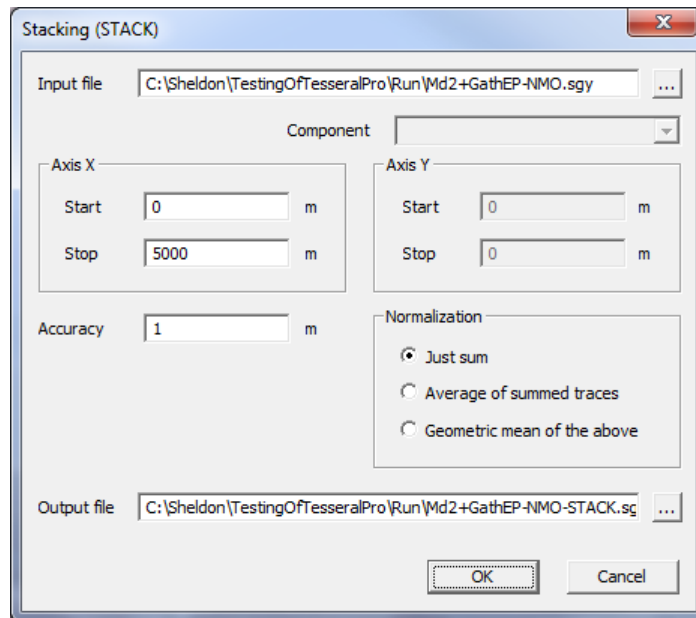 Stacking (STACK)
Input file C:\Sheldon\TestingOfTesseralPro\Run\Md2+GathEP-NMO.sgy ...
Component
Axis X
Start 0 m
Stop 5000 m
Axis Y
Start 0 m
Stop 0 m
Accuracy 1 m
Normalization
Just sum
Average of summed traces
Geometric mean of the above
Output file C:\Sheldon\TestingOfTesseralPro\Run\Md2+GathEP-NMO-STACK.sg ...
OK Cancel